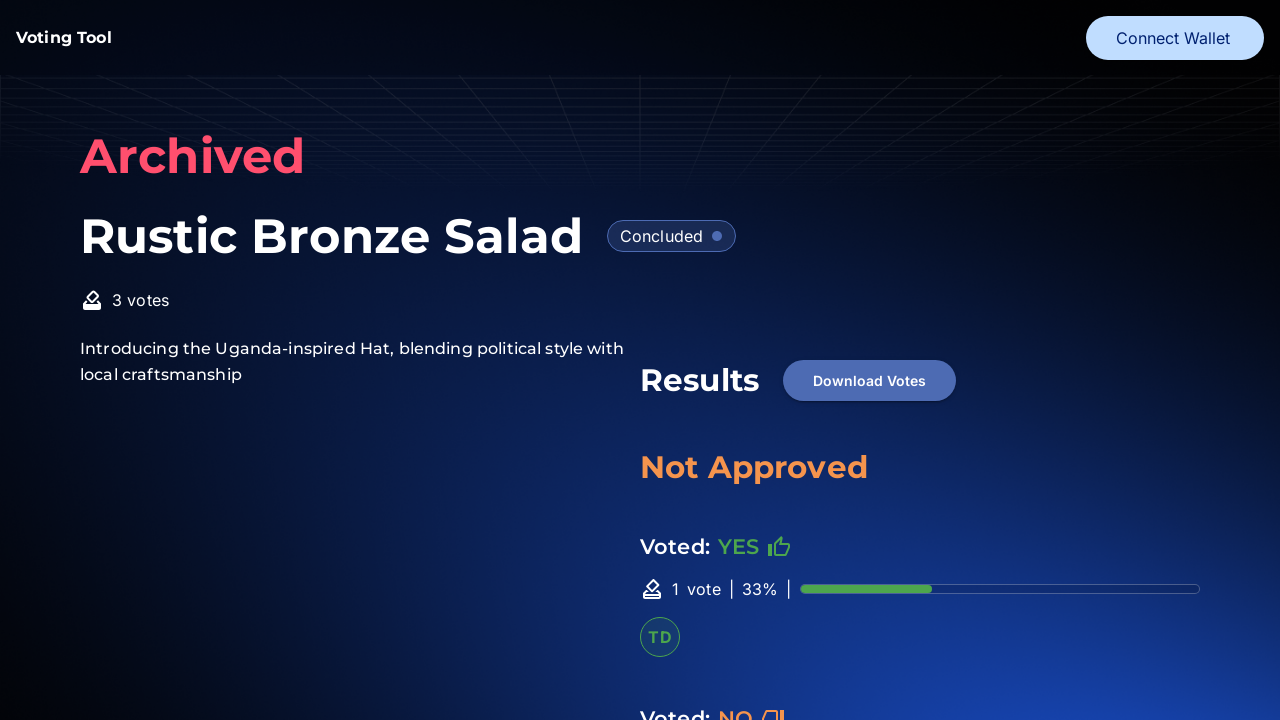 Voting Tool
Connect Wallet
Archived
Rustic Bronze Salad
Concluded
3 votes
Introducing the Uganda-inspired Hat, blending political style with
local craftsmanship
Results
Download Votes
Not Approved
Voted: YES
1 vote | 33% |
TD
Voted: NO